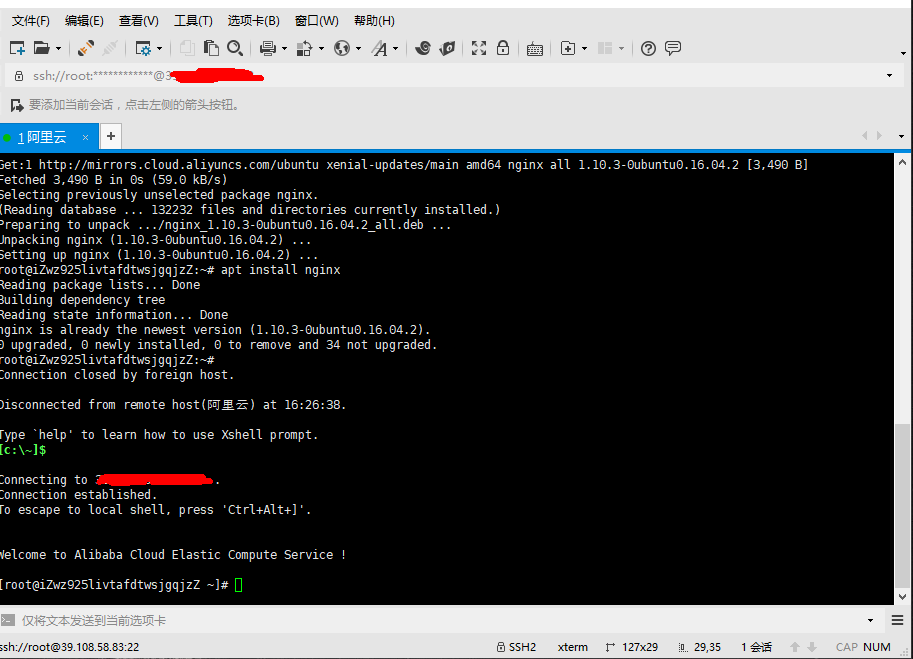 文件(F) 编辑(E) 查看(V) 工具(T) 选项卡(B) 窗口(W) 帮助(H)
ssh://root:************@3
要添加当前会话，点击左侧的箭头按钮。
1 阿里云 × +
Get:1 http://mirrors.cloud.aliyuncs.com/ubuntu xenial-updates/main amd64 nginx all 1.10.3-0ubuntu0.16.04.2 [3,490 B]
Fetched 3,490 B in 0s (59.0 kB/s)
Selecting previously unselected package nginx.
(Reading database ... 132232 files and directories currently installed.)
Preparing to unpack .../nginx_1.10.3-0ubuntu0.16.04.2_all.deb ...
Unpacking nginx (1.10.3-0ubuntu0.16.04.2) ...
Setting up nginx (1.10.3-0ubuntu0.16.04.2) ...
root@iZwz925livtafdtwsjgqjzZ:~# apt install nginx
Reading package lists... Done
Building dependency tree
Reading state information... Done
nginx is already the newest version (1.10.3-0ubuntu0.16.04.2).
0 upgraded, 0 newly installed, 0 to remove and 34 not upgraded.
root@iZwz925livtafdtwsjgqjzZ:~#
Connection closed by foreign host.
Disconnected from remote host(阿里云) at 16:26:38.
Type `help' to learn how to use Xshell prompt.
[c:\~]$
Connecting to 3 .
Connection established.
To escape to local shell, press 'Ctrl+Alt+]'.
Welcome to Alibaba Cloud Elastic Compute Service !
[root@iZwz925livtafdtwsjgqjzZ ~]#
仅将文本发送到当前选项卡
ssh://root@39.108.58.83:22 SSH2 xterm 127x29 29,35 1 会话 CAP NUM